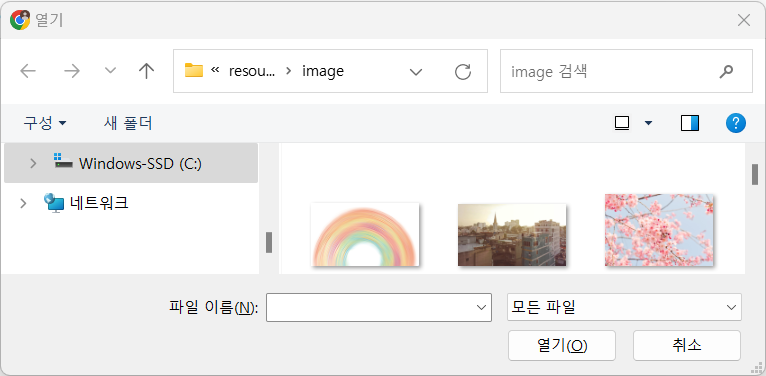 열기
« resou... > image
image 검색
구성
새 폴더
Windows-SSD (C:)
네트워크
파일 이름(N):
모든 파일
열기(O)
취소